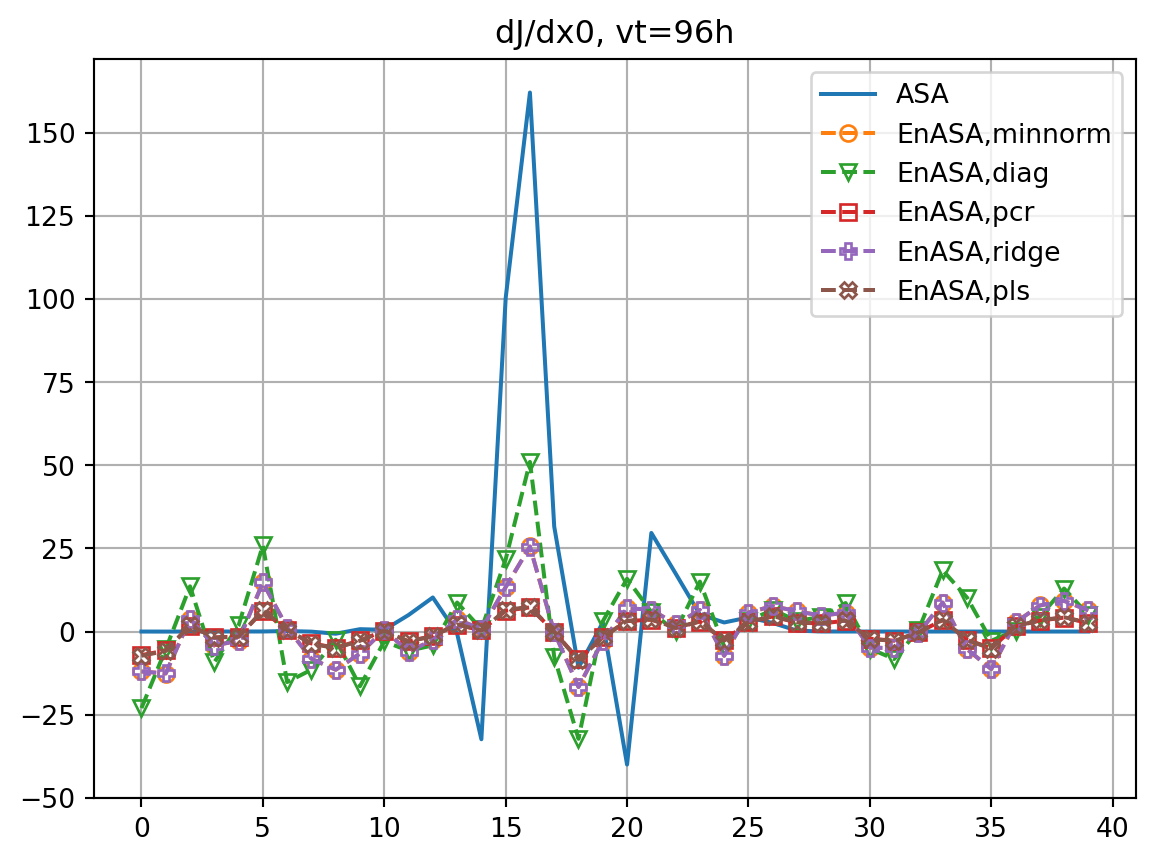 dJ/dx0, vt=96h
ASA
EnASA,minnorm
EnASA,diag
EnASA,pcr
EnASA,ridge
EnASA,pls
150
125
100
75
50
25
0
−25
−50
0 5 10 15 20 25 30 35 40